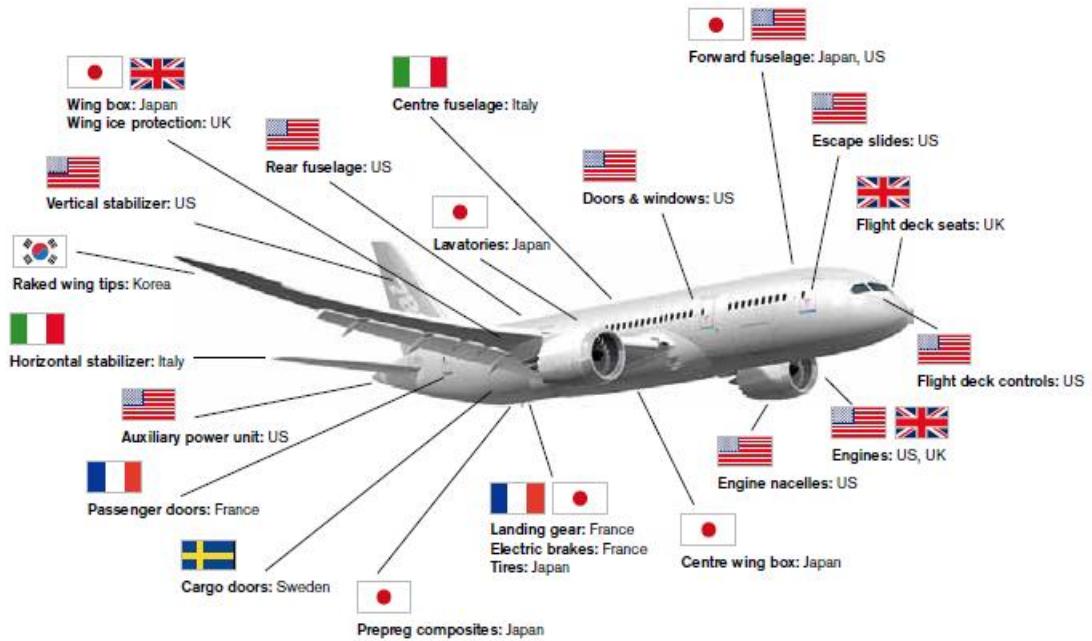 Forward fuselage: Japan, US
Wing box: Japan
Wing ice protection: UK
Centre fuselage: Italy
Escape slides: US
Rear fuselage: US
Doors & windows: US
Vertical stabilizer: US
Flight deck seats: UK
Lavatories: Japan
Raked wing tips: Korea
Horizontal stabilizer: Italy
Flight deck controls: US
Auxiliary power unit: US
Engines: US, UK
Engine nacelles: US
Passenger doors: France
Landing gear: France
Electric brakes: France
Tires: Japan
Centre wing box: Japan
Cargo doors: Sweden
Prepreg composites: Japan